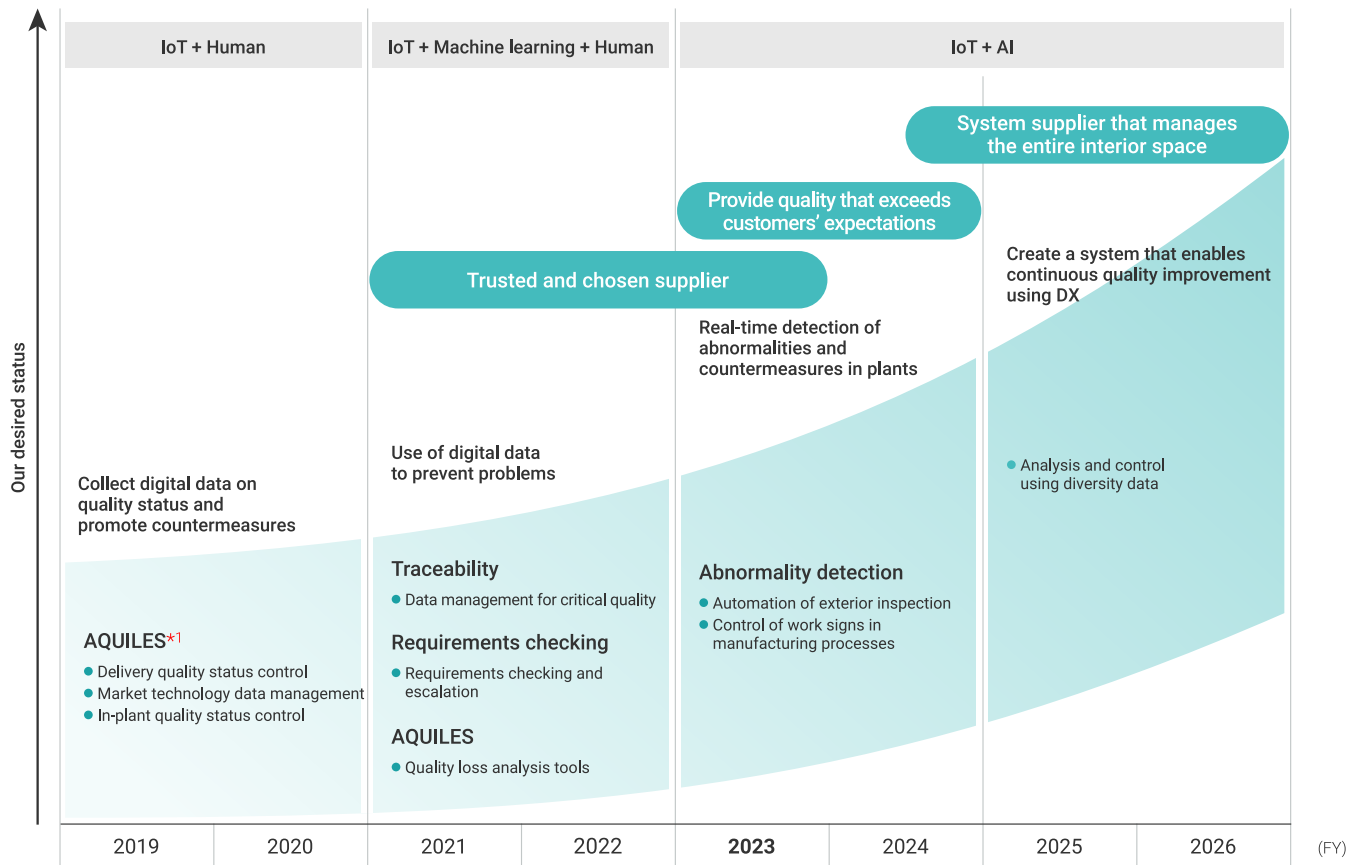 IoT + Human
IoT + Machine learning + Human
IoT + AI
Our desired status
System supplier that manages
the entire interior space
Provide quality that exceeds
customers’ expectations
Trusted and chosen supplier
Collect digital data on
quality status and
promote countermeasures
AQUILES*1
Delivery quality status control
Market technology data management
In-plant quality status control
Use of digital data
to prevent problems
Traceability
Data management for critical quality
Requirements checking
Requirements checking and
escalation
AQUILES
Quality loss analysis tools
Real-time detection of
abnormalities and
countermeasures in plants
Abnormality detection
Automation of exterior inspection
Control of work signs in
manufacturing processes
Create a system that enables
continuous quality improvement
using DX
Analysis and control
using diversity data
2019
2020
2021
2022
2023
2024
2025
2026
(FY)